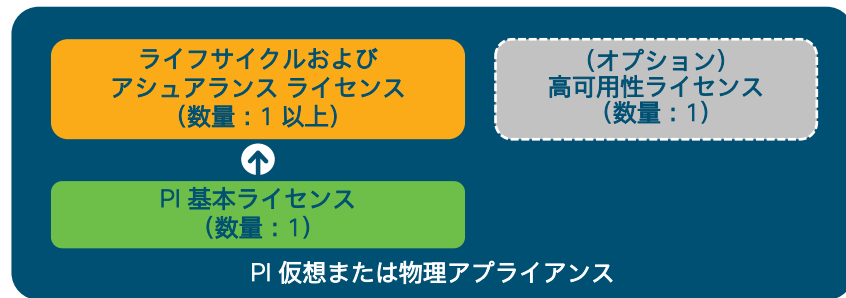 ライフサイクルおよび
アシュアランス ライセンス
（数量：1 以上）
（オプション）
高可用性ライセンス
（数量：1）
PI 基本ライセンス
（数量：1）
PI 仮想または物理アプライアンス